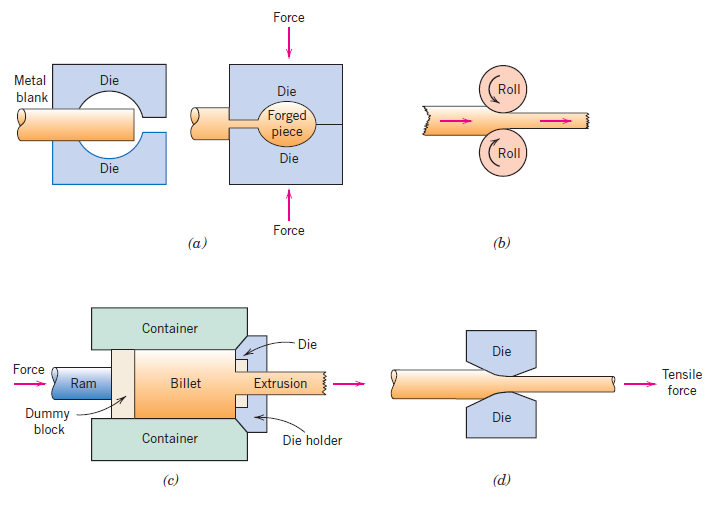 Force
Metal
blank
Die
Die
Die
Forged
piece
Die
Force
(a)
Roll
Roll
(b)
Container
Die
Force
Ram
Billet
Extrusion
Dummy
block
Container
Die holder
(c)
Die
Tensile
force
Die
(d)